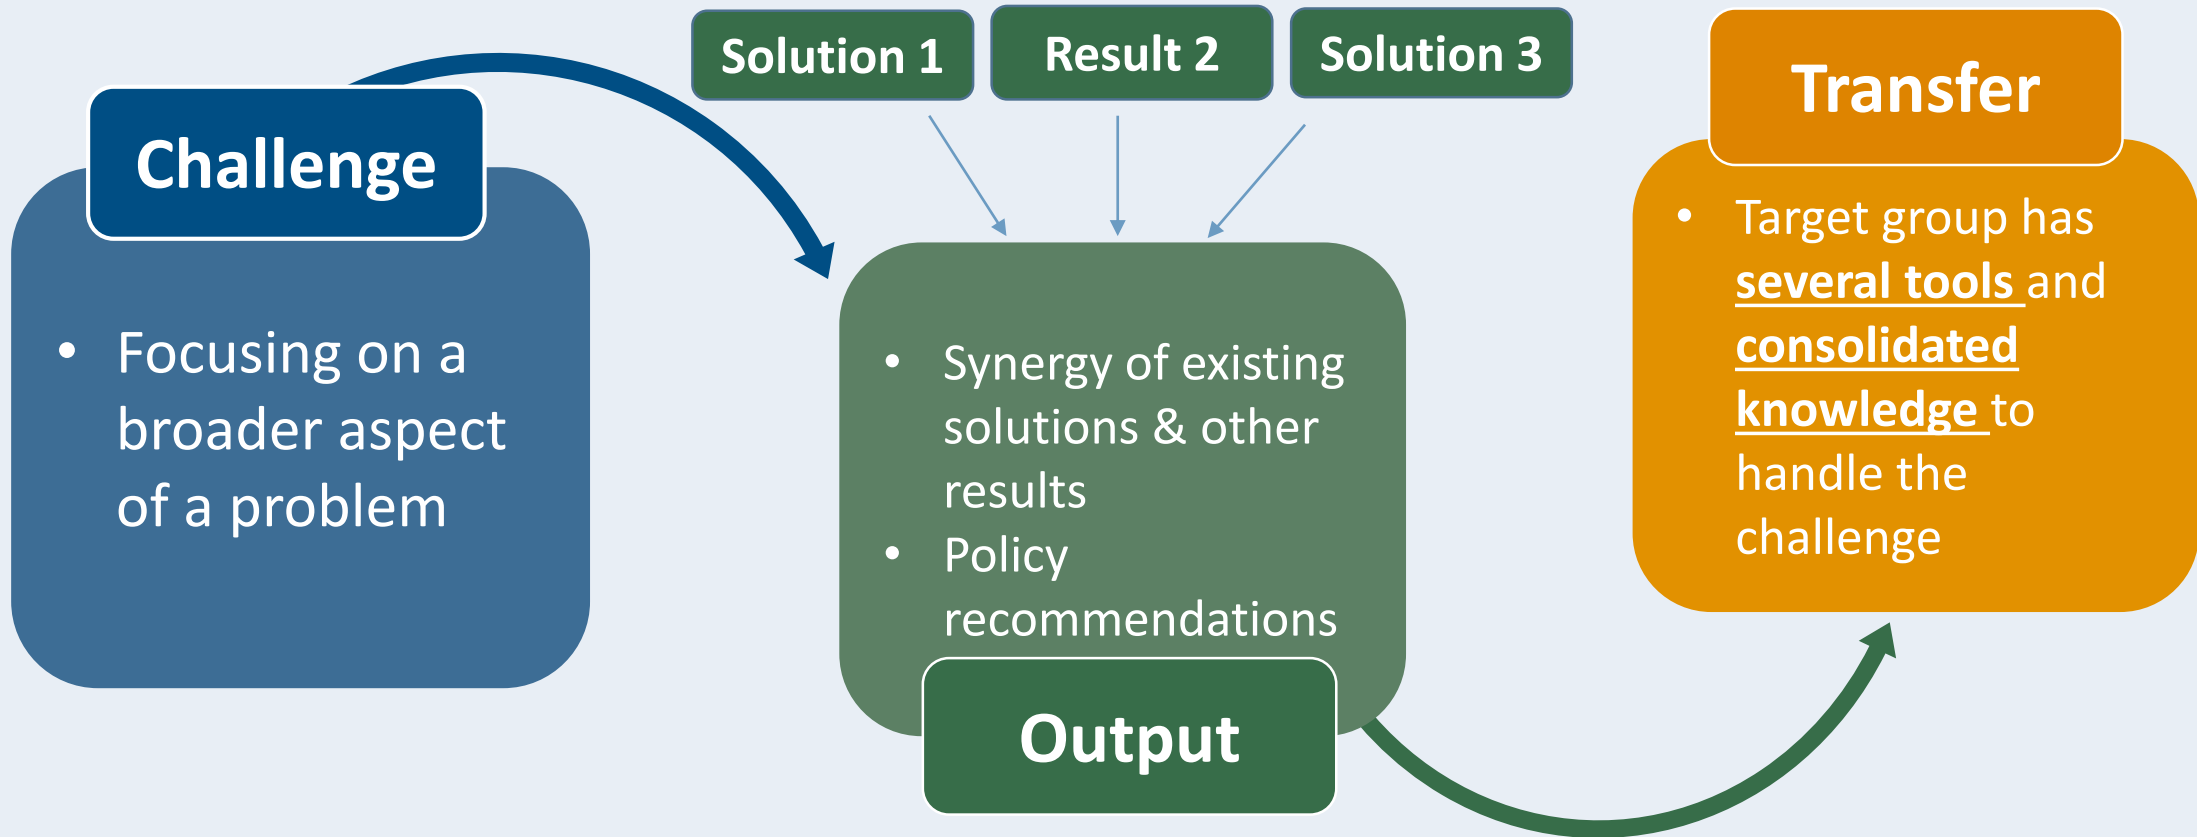 Challenge
• Focusing on a
broader aspect
of a problem
Solution 1
Result 2
Solution 3
• Synergy of existing
solutions & other
results
• Policy
recommendations
Output
Transfer
• Target group has
several tools and
consolidated
knowledge to
handle the
challenge